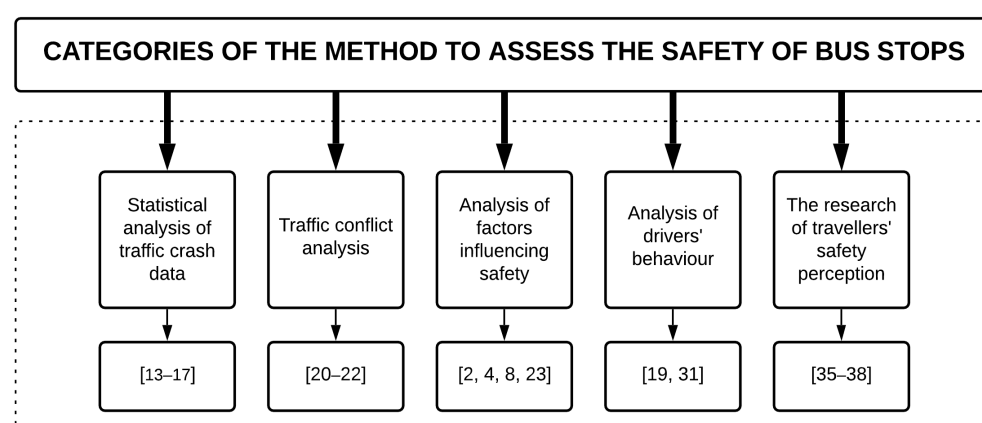 CATEGORIES OF THE METHOD TO ASSESS THE SAFETY OF BUS STOPS
Statistical
analysis of
traffic crash
data
Traffic conflict
analysis
Analysis of
factors
influencing
safety
Analysis of
drivers'
behaviour
The research
of travellers'
safety
perception
[13–17]
[20–22]
[2, 4, 8, 23]
[19, 31]
[35–38]